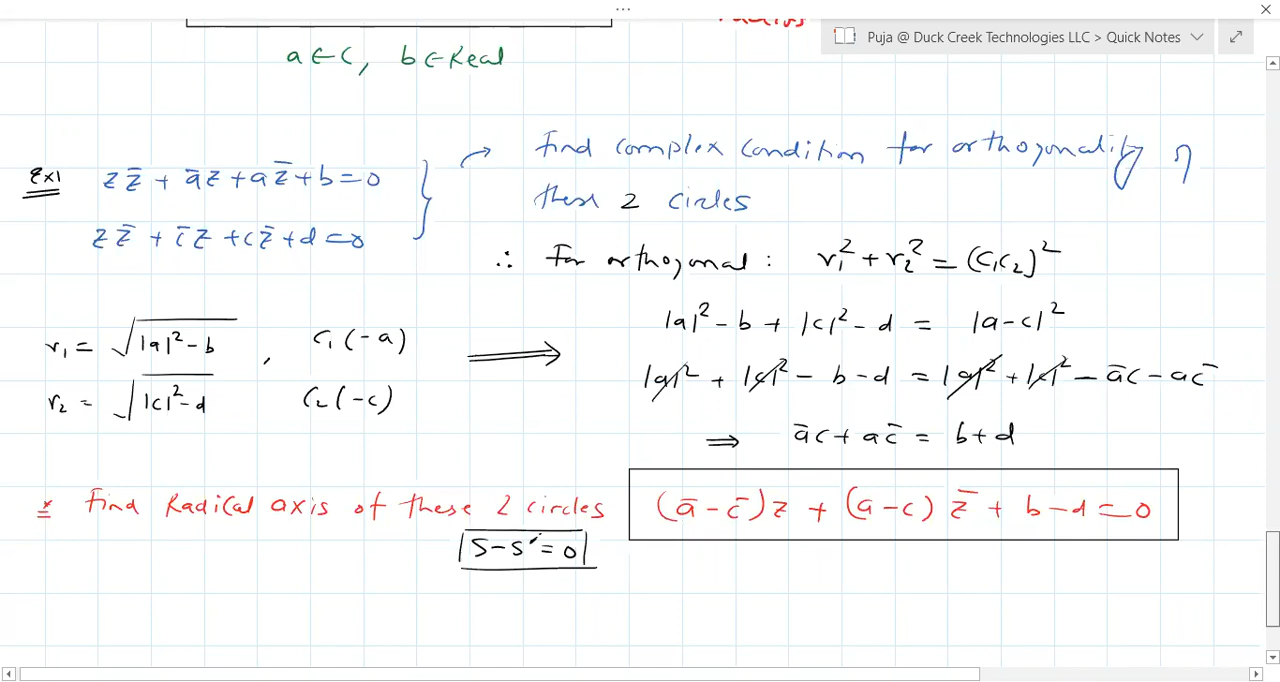 radius
Puja @ Duck Creek Technologies LLC > Quick Notes
a ∈ C, b ∈ Real
Ex1 zz̄ + āz + az̄ + b = 0
zz̄ + c̄z + cz̄ + d = 0
Find complex condition for orthogonality of
these 2 circles
∴ For orthogonal : r₁² + r₂² = (C₁C₂)²
r₁ = √|a|² - b , C₁(-a)
r₂ = √|c|² - d C₂(-c)
|a|² - b + |c|² - d = |a-c|²
|a|² + |c|² - b - d = |a|² + |c|² - āc - ac̄
⇒ āc + ac̄ = b + d
* Find Radical axis of these 2 circles
S - S' = 0
(ā - c̄)z + (a - c)z̄ + b - d = 0